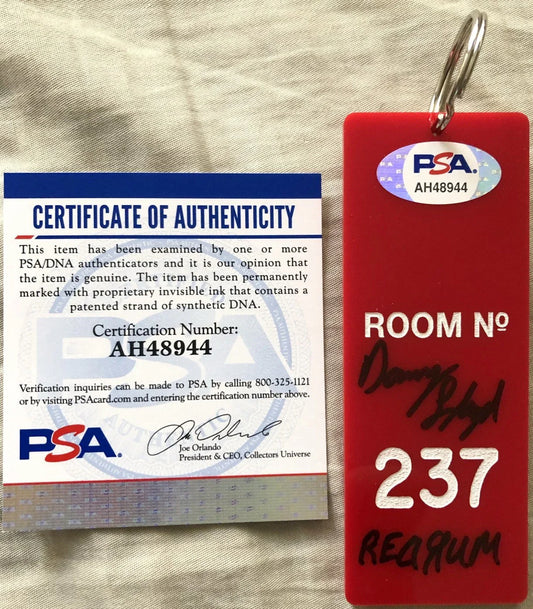 CERTIFICATE OF AUTHENTICITY
This item has been examined by one or more
PSA/DNA authenticators and it is our opinion that
the item is genuine. The item has been permanently
marked with proprietary invisible ink that contains a
patented strand of synthetic DNA.
Certification Number:
AH48944
Verification inquiries can be made to PSA by calling 800-325-1121
or by visiting PSAcard.com and entering the certification number above.
PSA.
Joe Orlando
President & CEO, Collectors Universe
PSA.
AH48944
ROOM Nº
Danny Lloyd
237
REDRUM